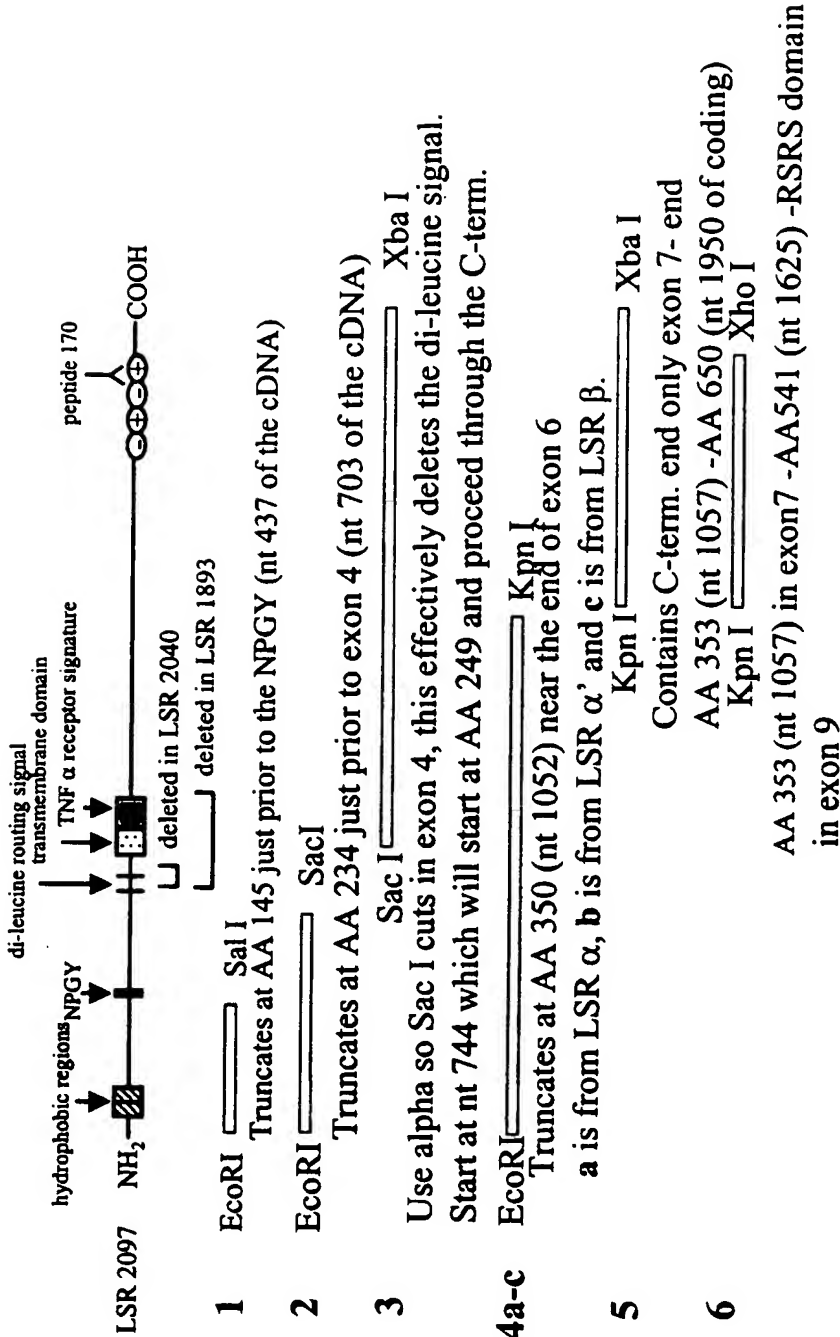 di-leucine routing signal
transmembrane domain
TNF α receptor signature
hydrophobic regions
NPGY
peptide 170
LSR 2097
NH2
COOH
deleted in LSR 2040
deleted in LSR 1893
1 EcoRI Sal I
Truncates at AA 145 just prior to the NPGY (nt 437 of the cDNA)
2 EcoRI SacI
Truncates at AA 234 just prior to exon 4 (nt 703 of the cDNA)
3 Sac I Xba I
Use alpha so Sac I cuts in exon 4, this effectively deletes the di-leucine signal.
Start at nt 744 which will start at AA 249 and proceed through the C-term.
4a-c EcoRI Kpn I
Truncates at AA 350 (nt 1052) near the end of exon 6
a is from LSR α, b is from LSR α' and c is from LSR β.
5 Kpn I Xba I
Contains C-term. end only exon 7- end
AA 353 (nt 1057) -AA 650 (nt 1950 of coding)
6 Kpn I Xho I
AA 353 (nt 1057) in exon7 -AA541 (nt 1625) -RSRS domain
in exon 9